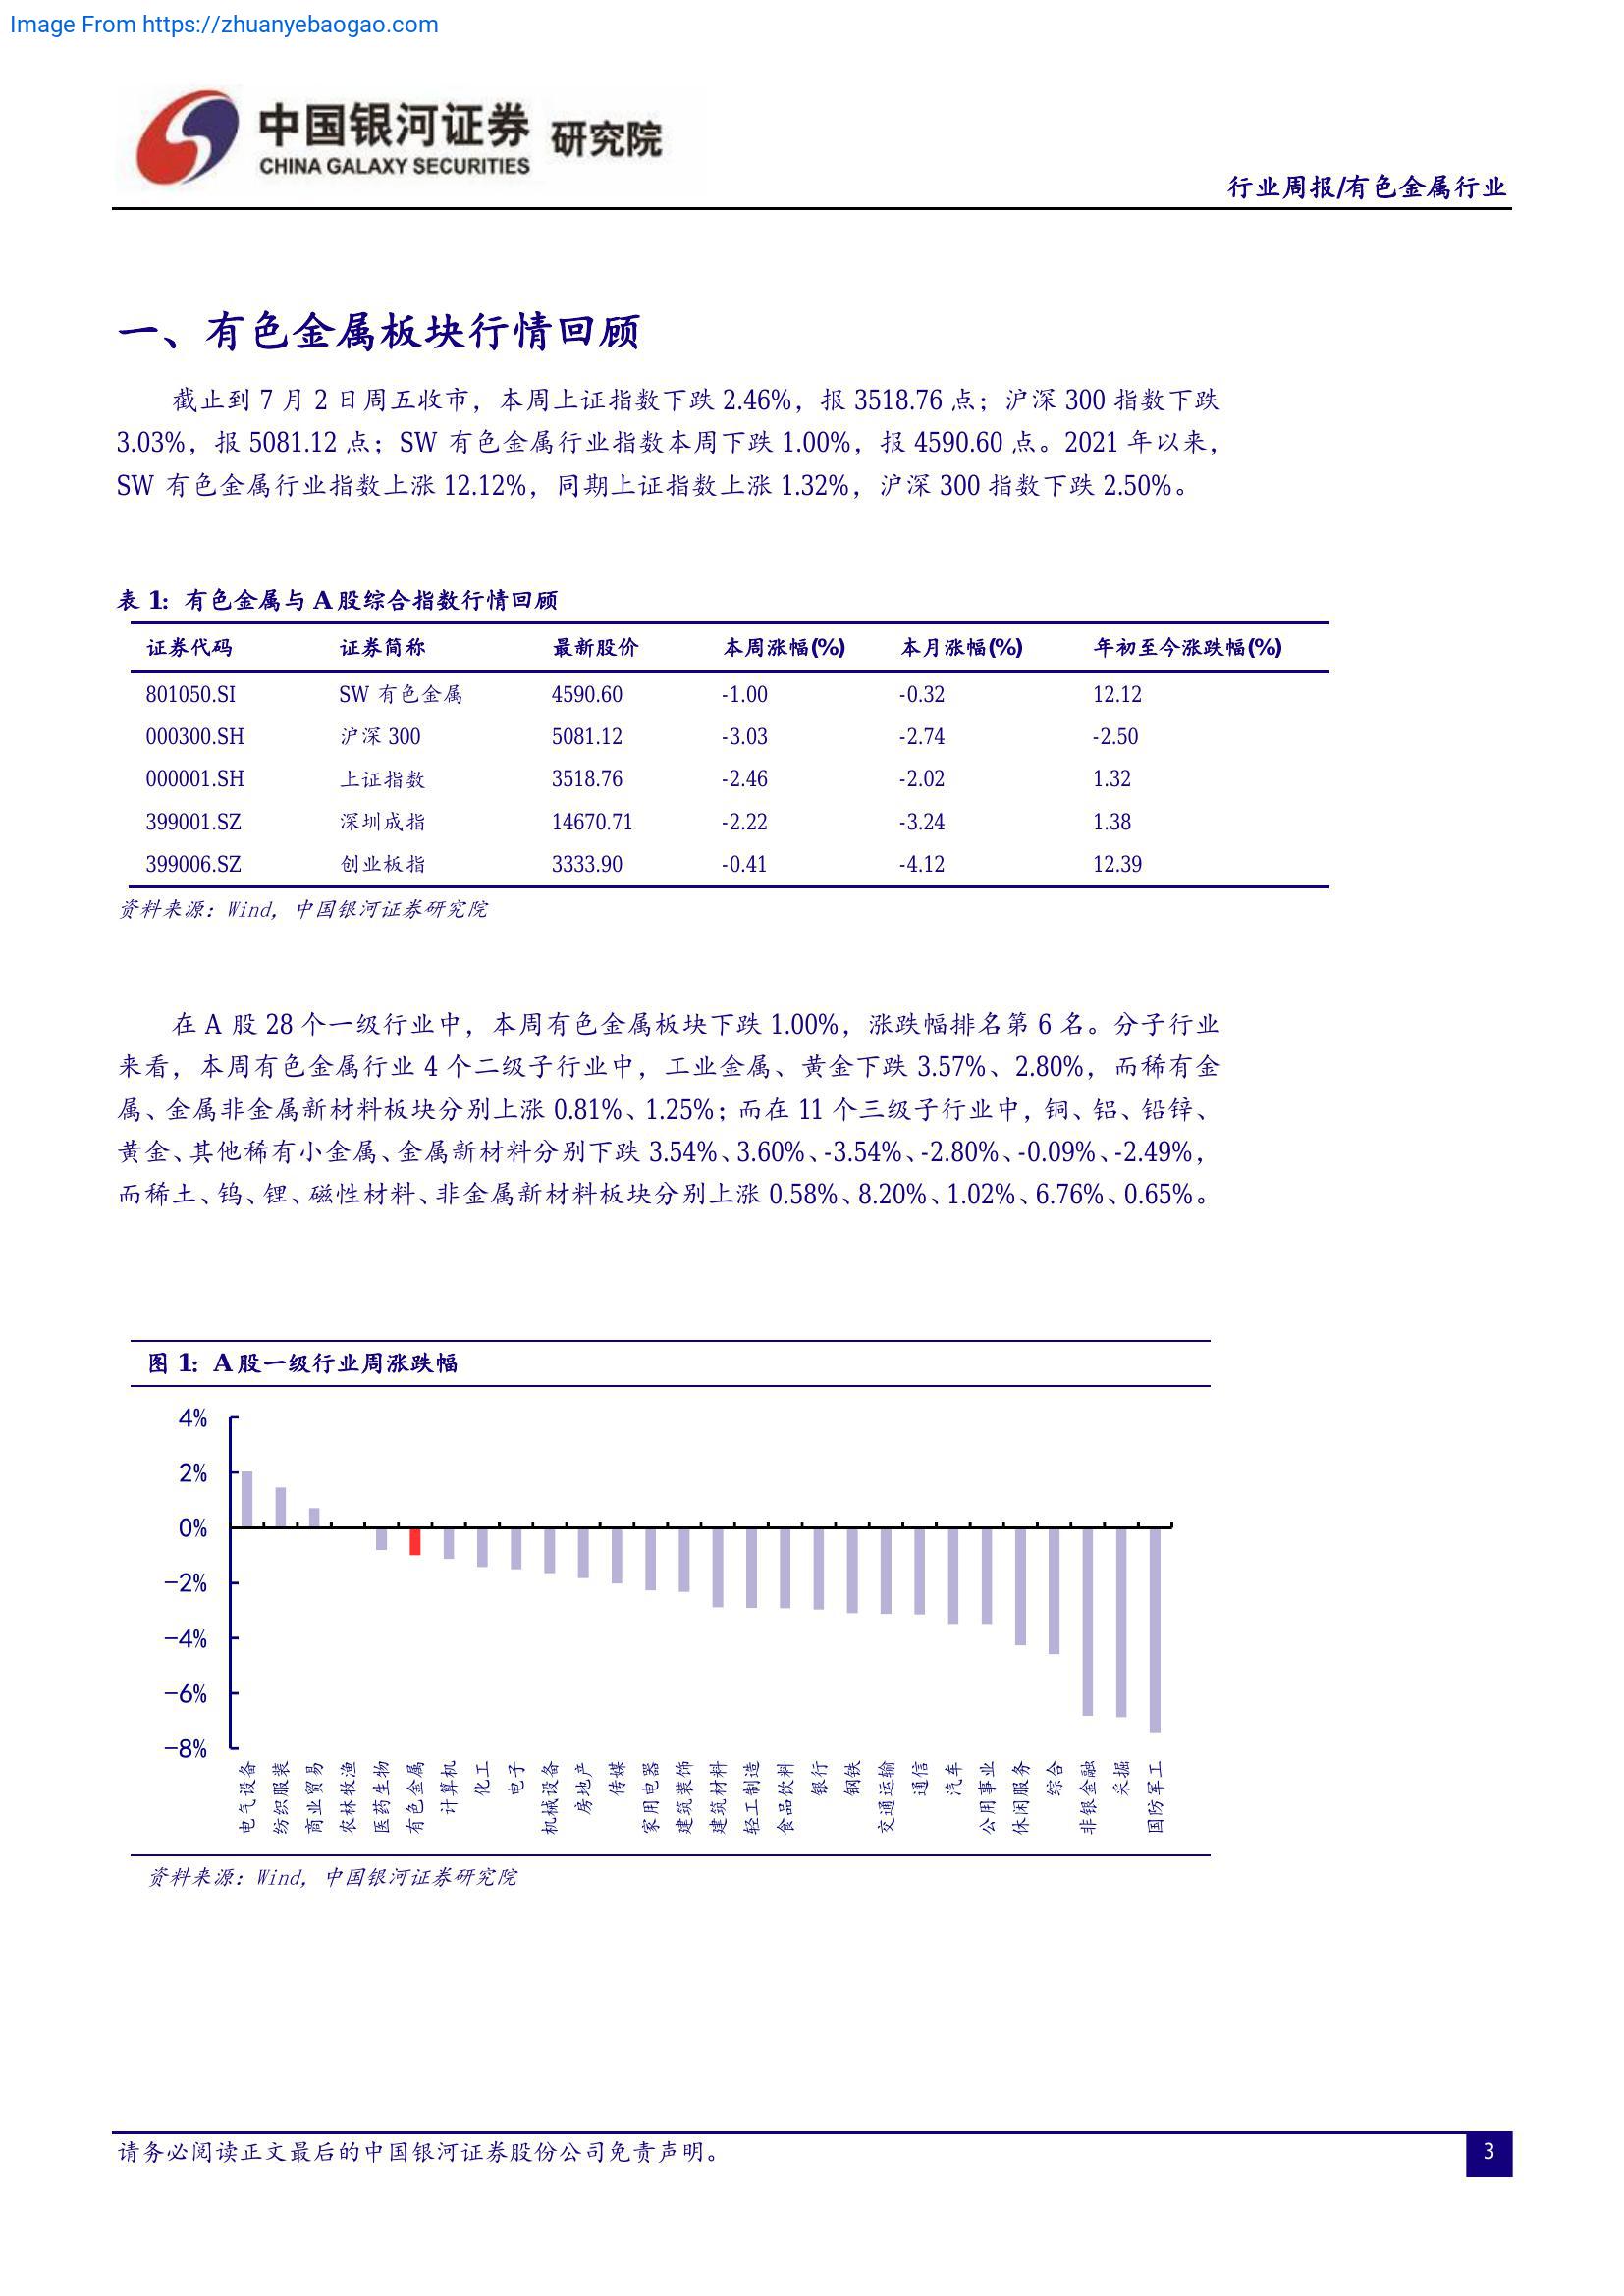 Image From https://zhuanyebaogao.com
中国银河证券 研究院
CHINA GALAXY SECURITIES
行业周报/有色金属行业
一、有色金属板块行情回顾
截止到 7 月 2 日周五收市，本周上证指数下跌 2.46%，报 3518.76 点；沪深 300 指数下跌
3.03%，报 5081.12 点；SW 有色金属行业指数本周下跌 1.00%，报 4590.60 点。2021 年以来，
SW 有色金属行业指数上涨 12.12%，同期上证指数上涨 1.32%，沪深 300 指数下跌 2.50%。
表 1：有色金属与 A 股综合指数行情回顾
证券代码 证券简称 最新股价 本周涨幅(%) 本月涨幅(%) 年初至今涨跌幅(%)
801050.SI SW 有色金属 4590.60 -1.00 -0.32 12.12
000300.SH 沪深 300 5081.12 -3.03 -2.74 -2.50
000001.SH 上证指数 3518.76 -2.46 -2.02 1.32
399001.SZ 深圳成指 14670.71 -2.22 -3.24 1.38
399006.SZ 创业板指 3333.90 -0.41 -4.12 12.39
资料来源：Wind，中国银河证券研究院
在 A 股 28 个一级行业中，本周有色金属板块下跌 1.00%，涨跌幅排名第 6 名。分子行业
来看，本周有色金属行业 4 个二级子行业中，工业金属、黄金下跌 3.57%、2.80%，而稀有金
属、金属非金属新材料板块分别上涨 0.81%、1.25%；而在 11 个三级子行业中，铜、铝、铅锌、
黄金、其他稀有小金属、金属新材料分别下跌 3.54%、3.60%、-3.54%、-2.80%、-0.09%、-2.49%，
而稀土、钨、锂、磁性材料、非金属新材料板块分别上涨 0.58%、8.20%、1.02%、6.76%、0.65%。
图 1：A 股一级行业周涨跌幅
4%
2%
0%
-2%
-4%
-6%
-8%
电气设备
纺织服装
商业贸易
农林牧渔
医药生物
有色金属
计算机
化工
电子
机械设备
房地产
传媒
家用电器
建筑装饰
建筑材料
轻工制造
食品饮料
银行
钢铁
交通运输
通信
汽车
公用事业
休闲服务
综合
非银金融
采掘
国防军工
资料来源：Wind，中国银河证券研究院
请务必阅读正文最后的中国银河证券股份公司免责声明。
3